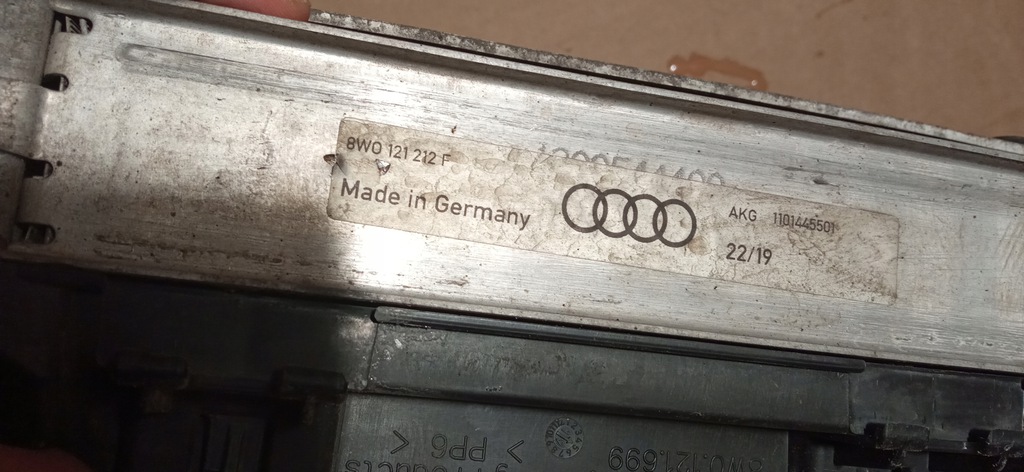 8W0 121 212 F
Made in Germany
AKG 1101445501
22/19
> PP6 <
8W0.121.699